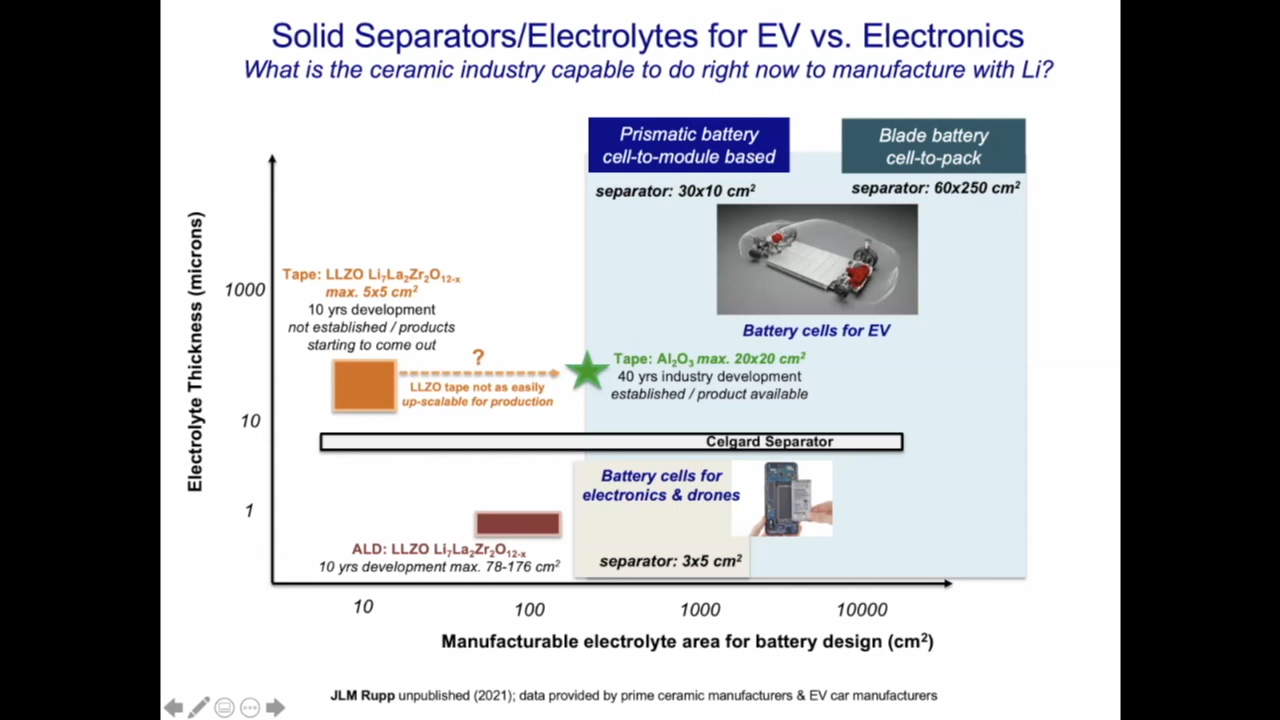 Solid Separators/Electrolytes for EV vs. Electronics
What is the ceramic industry capable to do right now to manufacture with Li?
Prismatic battery
cell-to-module based
Blade battery
cell-to-pack
separator: 30x10 cm²
separator: 60x250 cm²
Electrolyte Thickness (microns)
1000
10
1
Tape: LLZO Li₇La₂Zr₂O₁₂₋ₓ
max. 5x5 cm²
10 yrs development
not established / products
starting to come out
?
LLZO tape not as easily
up-scalable for production
Battery cells for EV
Tape: Al₂O₃ max. 20x20 cm²
40 yrs industry development
established / product available
Celgard Separator
Battery cells for
electronics & drones
separator: 3x5 cm²
ALD: LLZO Li₇La₂Zr₂O₁₂₋ₓ
10 yrs development max. 78-176 cm²
10
100
1000
10000
Manufacturable electrolyte area for battery design (cm²)
JLM Rupp unpublished (2021); data provided by prime ceramic manufacturers & EV car manufacturers